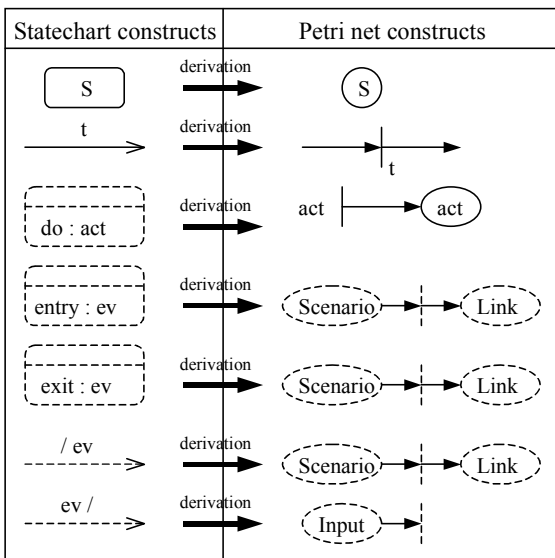 Statechart constructs Petri net constructs
S derivation S
t derivation t
do : act derivation act act
entry : ev derivation Scenario Link
exit : ev derivation Scenario Link
/ ev derivation Scenario Link
ev / derivation Input